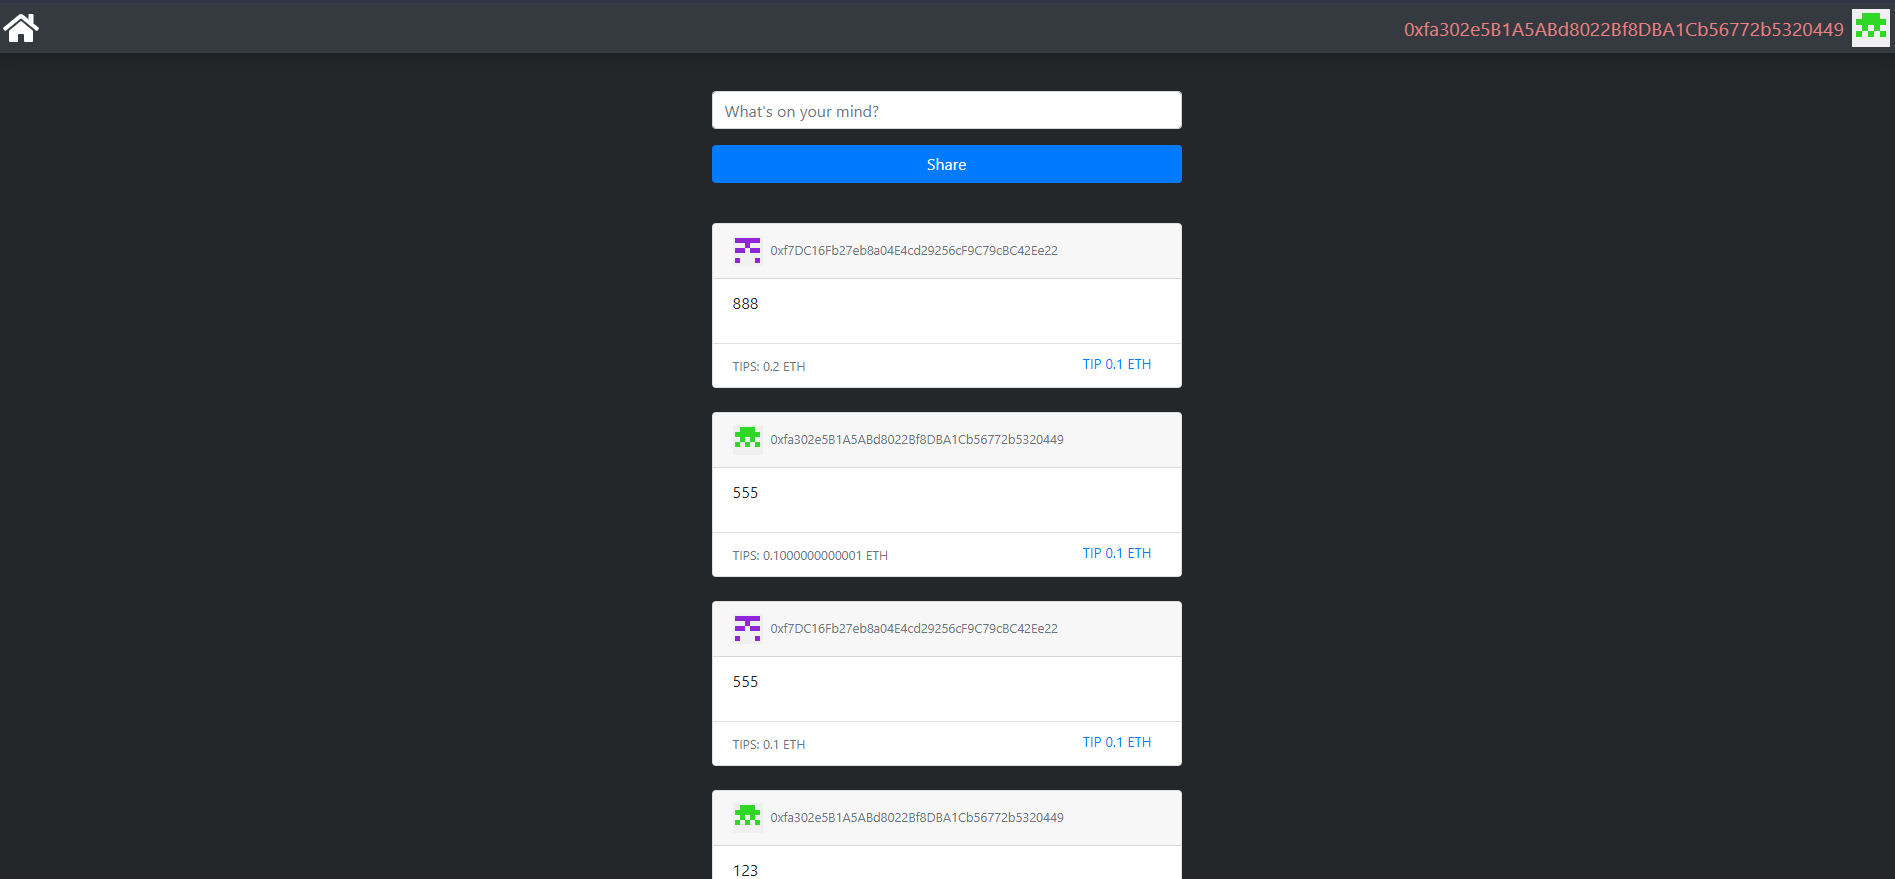 0xfa302e5B1A5ABd8022Bf8DBA1Cb56772b5320449
What's on your mind?
Share
0xf7DC16Fb27eb8a04E4cd29256cF9C79cBC42Ee22
888
TIPS: 0.2 ETH
TIP 0.1 ETH
0xfa302e5B1A5ABd8022Bf8DBA1Cb56772b5320449
555
TIPS: 0.1000000000001 ETH
TIP 0.1 ETH
0xf7DC16Fb27eb8a04E4cd29256cF9C79cBC42Ee22
555
TIPS: 0.1 ETH
TIP 0.1 ETH
0xfa302e5B1A5ABd8022Bf8DBA1Cb56772b5320449
123